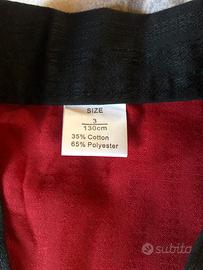 SIZE
3
130cm
35% Cotton
65% Polyester
subito